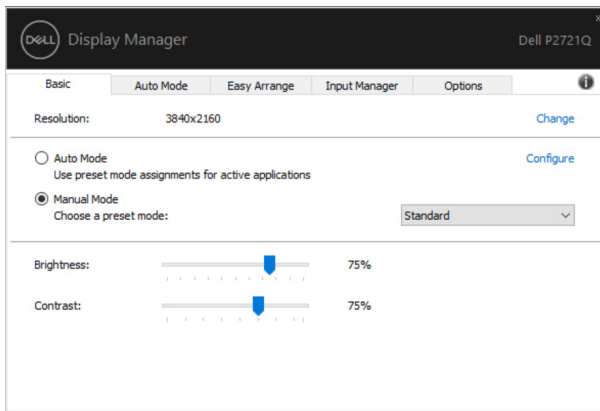 DELL Display Manager
Dell P2721Q
Basic Auto Mode Easy Arrange Input Manager Options
Resolution: 3840x2160 Change
Auto Mode Configure
Use preset mode assignments for active applications
Manual Mode
Choose a preset mode: Standard
Brightness: 75%
Contrast: 75%